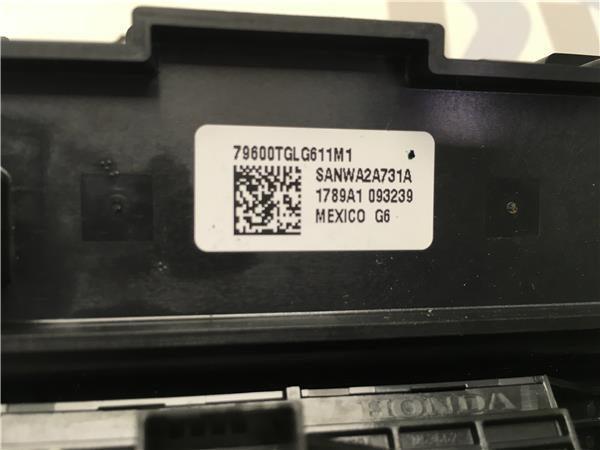 79600TGLG611M1
SANWA2A731A
1789A1 093239
MEXICO G6
HONDA